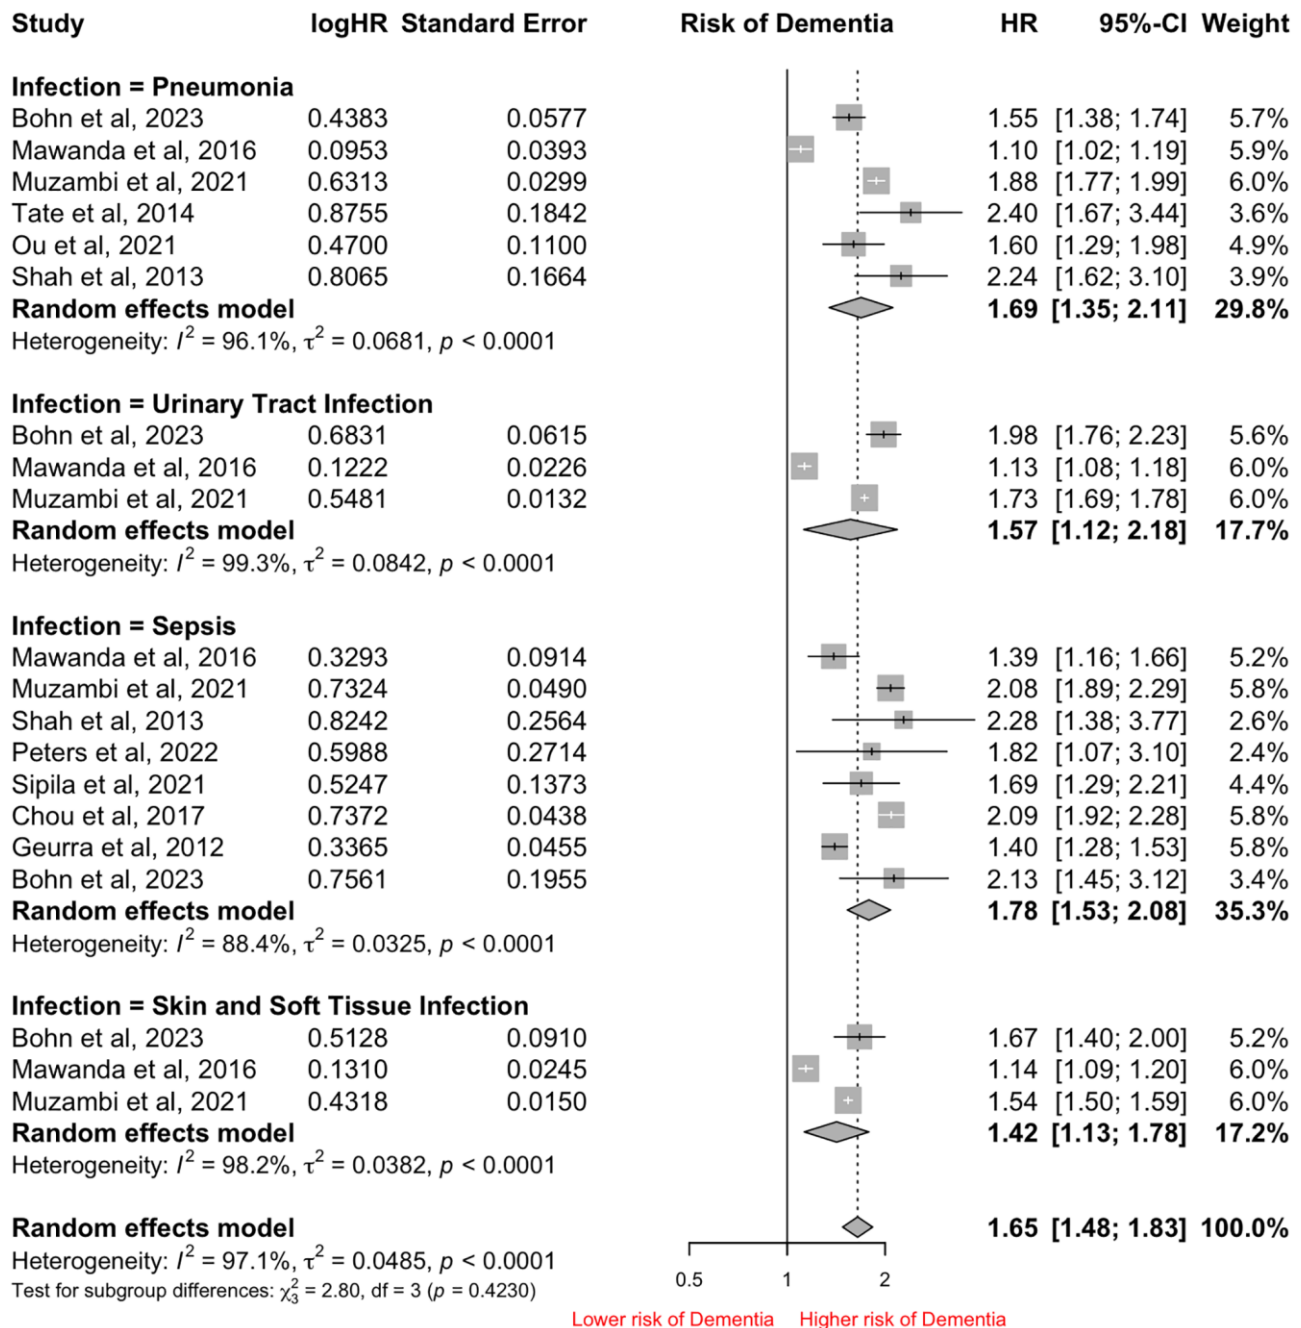 Study logHR Standard Error Risk of Dementia HR 95%-CI Weight
Infection = Pneumonia
Bohn et al, 2023 0.4383 0.0577 1.55 [1.38; 1.74] 5.7%
Mawanda et al, 2016 0.0953 0.0393 1.10 [1.02; 1.19] 5.9%
Muzambi et al, 2021 0.6313 0.0299 1.88 [1.77; 1.99] 6.0%
Tate et al, 2014 0.8755 0.1842 2.40 [1.67; 3.44] 3.6%
Ou et al, 2021 0.4700 0.1100 1.60 [1.29; 1.98] 4.9%
Shah et al, 2013 0.8065 0.1664 2.24 [1.62; 3.10] 3.9%
Random effects model 1.69 [1.35; 2.11] 29.8%
Heterogeneity: I² = 96.1%, τ² = 0.0681, p < 0.0001
Infection = Urinary Tract Infection
Bohn et al, 2023 0.6831 0.0615 1.98 [1.76; 2.23] 5.6%
Mawanda et al, 2016 0.1222 0.0226 1.13 [1.08; 1.18] 6.0%
Muzambi et al, 2021 0.5481 0.0132 1.73 [1.69; 1.78] 6.0%
Random effects model 1.57 [1.12; 2.18] 17.7%
Heterogeneity: I² = 99.3%, τ² = 0.0842, p < 0.0001
Infection = Sepsis
Mawanda et al, 2016 0.3293 0.0914 1.39 [1.16; 1.66] 5.2%
Muzambi et al, 2021 0.7324 0.0490 2.08 [1.89; 2.29] 5.8%
Shah et al, 2013 0.8242 0.2564 2.28 [1.38; 3.77] 2.6%
Peters et al, 2022 0.5988 0.2714 1.82 [1.07; 3.10] 2.4%
Sipila et al, 2021 0.5247 0.1373 1.69 [1.29; 2.21] 4.4%
Chou et al, 2017 0.7372 0.0438 2.09 [1.92; 2.28] 5.8%
Geurra et al, 2012 0.3365 0.0455 1.40 [1.28; 1.53] 5.8%
Bohn et al, 2023 0.7561 0.1955 2.13 [1.45; 3.12] 3.4%
Random effects model 1.78 [1.53; 2.08] 35.3%
Heterogeneity: I² = 88.4%, τ² = 0.0325, p < 0.0001
Infection = Skin and Soft Tissue Infection
Bohn et al, 2023 0.5128 0.0910 1.67 [1.40; 2.00] 5.2%
Mawanda et al, 2016 0.1310 0.0245 1.14 [1.09; 1.20] 6.0%
Muzambi et al, 2021 0.4318 0.0150 1.54 [1.50; 1.59] 6.0%
Random effects model 1.42 [1.13; 1.78] 17.2%
Heterogeneity: I² = 98.2%, τ² = 0.0382, p < 0.0001
Random effects model 1.65 [1.48; 1.83] 100.0%
Heterogeneity: I² = 97.1%, τ² = 0.0485, p < 0.0001
Test for subgroup differences: χ²₃ = 2.80, df = 3 (p = 0.4230)
0.5 1 2
Lower risk of Dementia Higher risk of Dementia